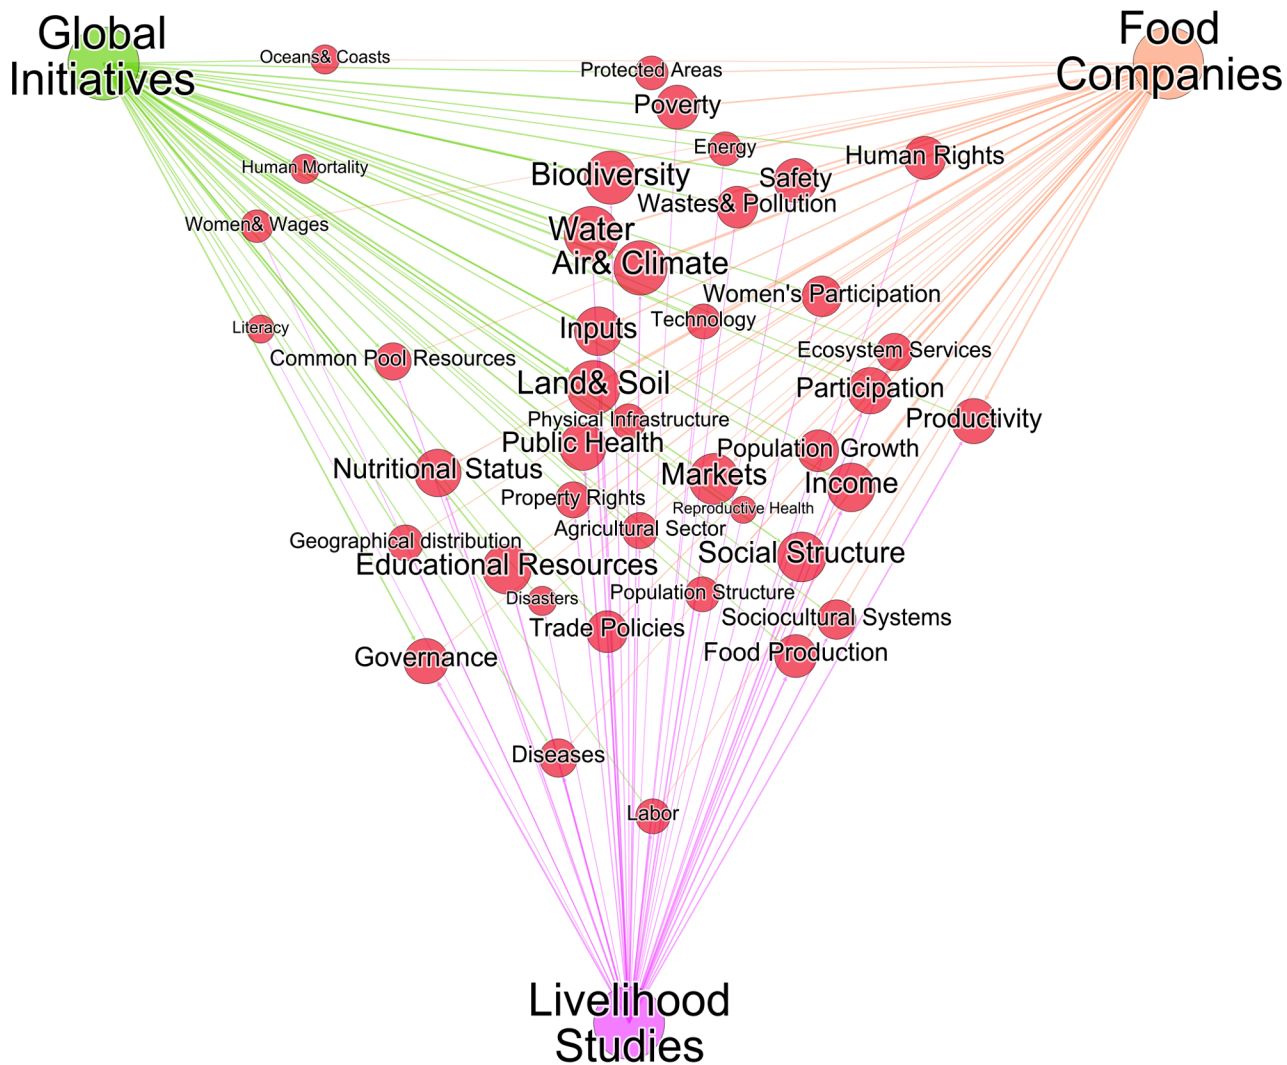 Global
Initiatives
Food
Companies
Oceans& Coasts
Protected Areas
Poverty
Energy
Human Rights
Human Mortality
Biodiversity
Safety
Wastes& Pollution
Women& Wages
Water
Air& Climate
Women's Participation
Technology
Inputs
Literacy
Common Pool Resources
Ecosystem Services
Land& Soil
Participation
Physical Infrastructure
Productivity
Public Health
Population Growth
Nutritional Status
Markets
Income
Property Rights
Reproductive Health
Agricultural Sector
Geographical distribution
Social Structure
Educational Resources
Disasters
Population Structure
Sociocultural Systems
Trade Policies
Food Production
Governance
Diseases
Labor
Livelihood
Studies